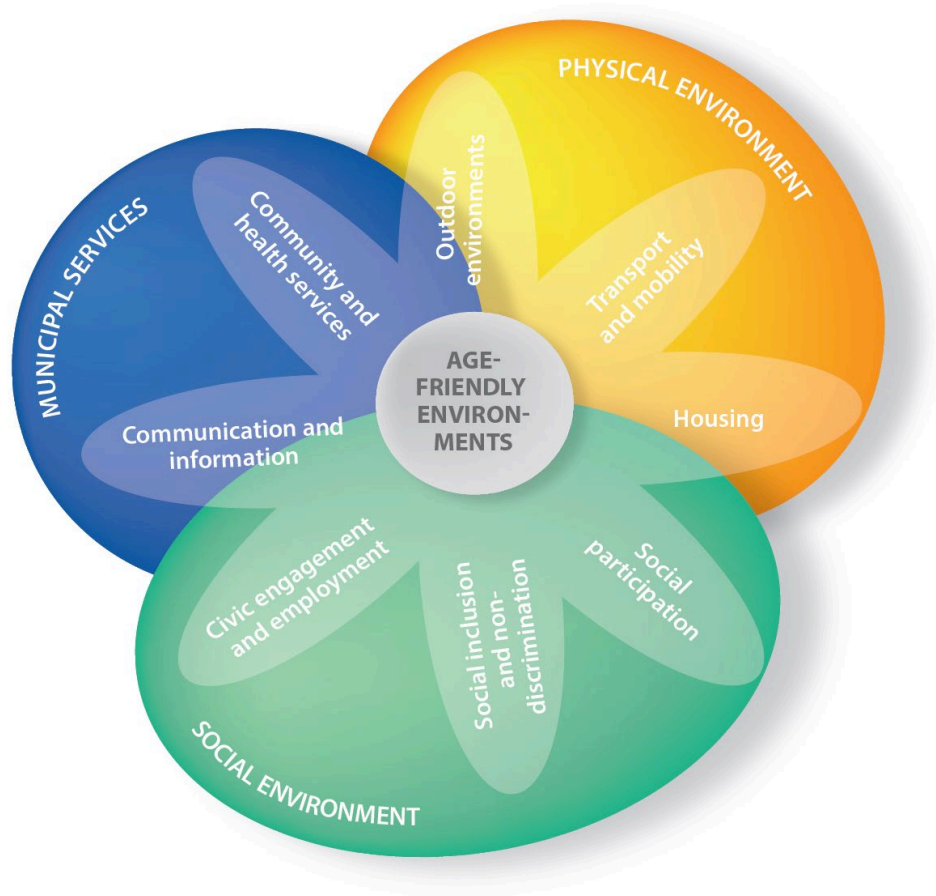 PHYSICAL ENVIRONMENT
Outdoor
environments
Transport
and mobility
Housing
MUNICIPAL SERVICES
Community and
health services
Communication and
information
AGE-
FRIENDLY
ENVIRON-
MENTS
SOCIAL ENVIRONMENT
Civic engagement
and employment
Social inclusion
and non-
discrimination
Social
participation